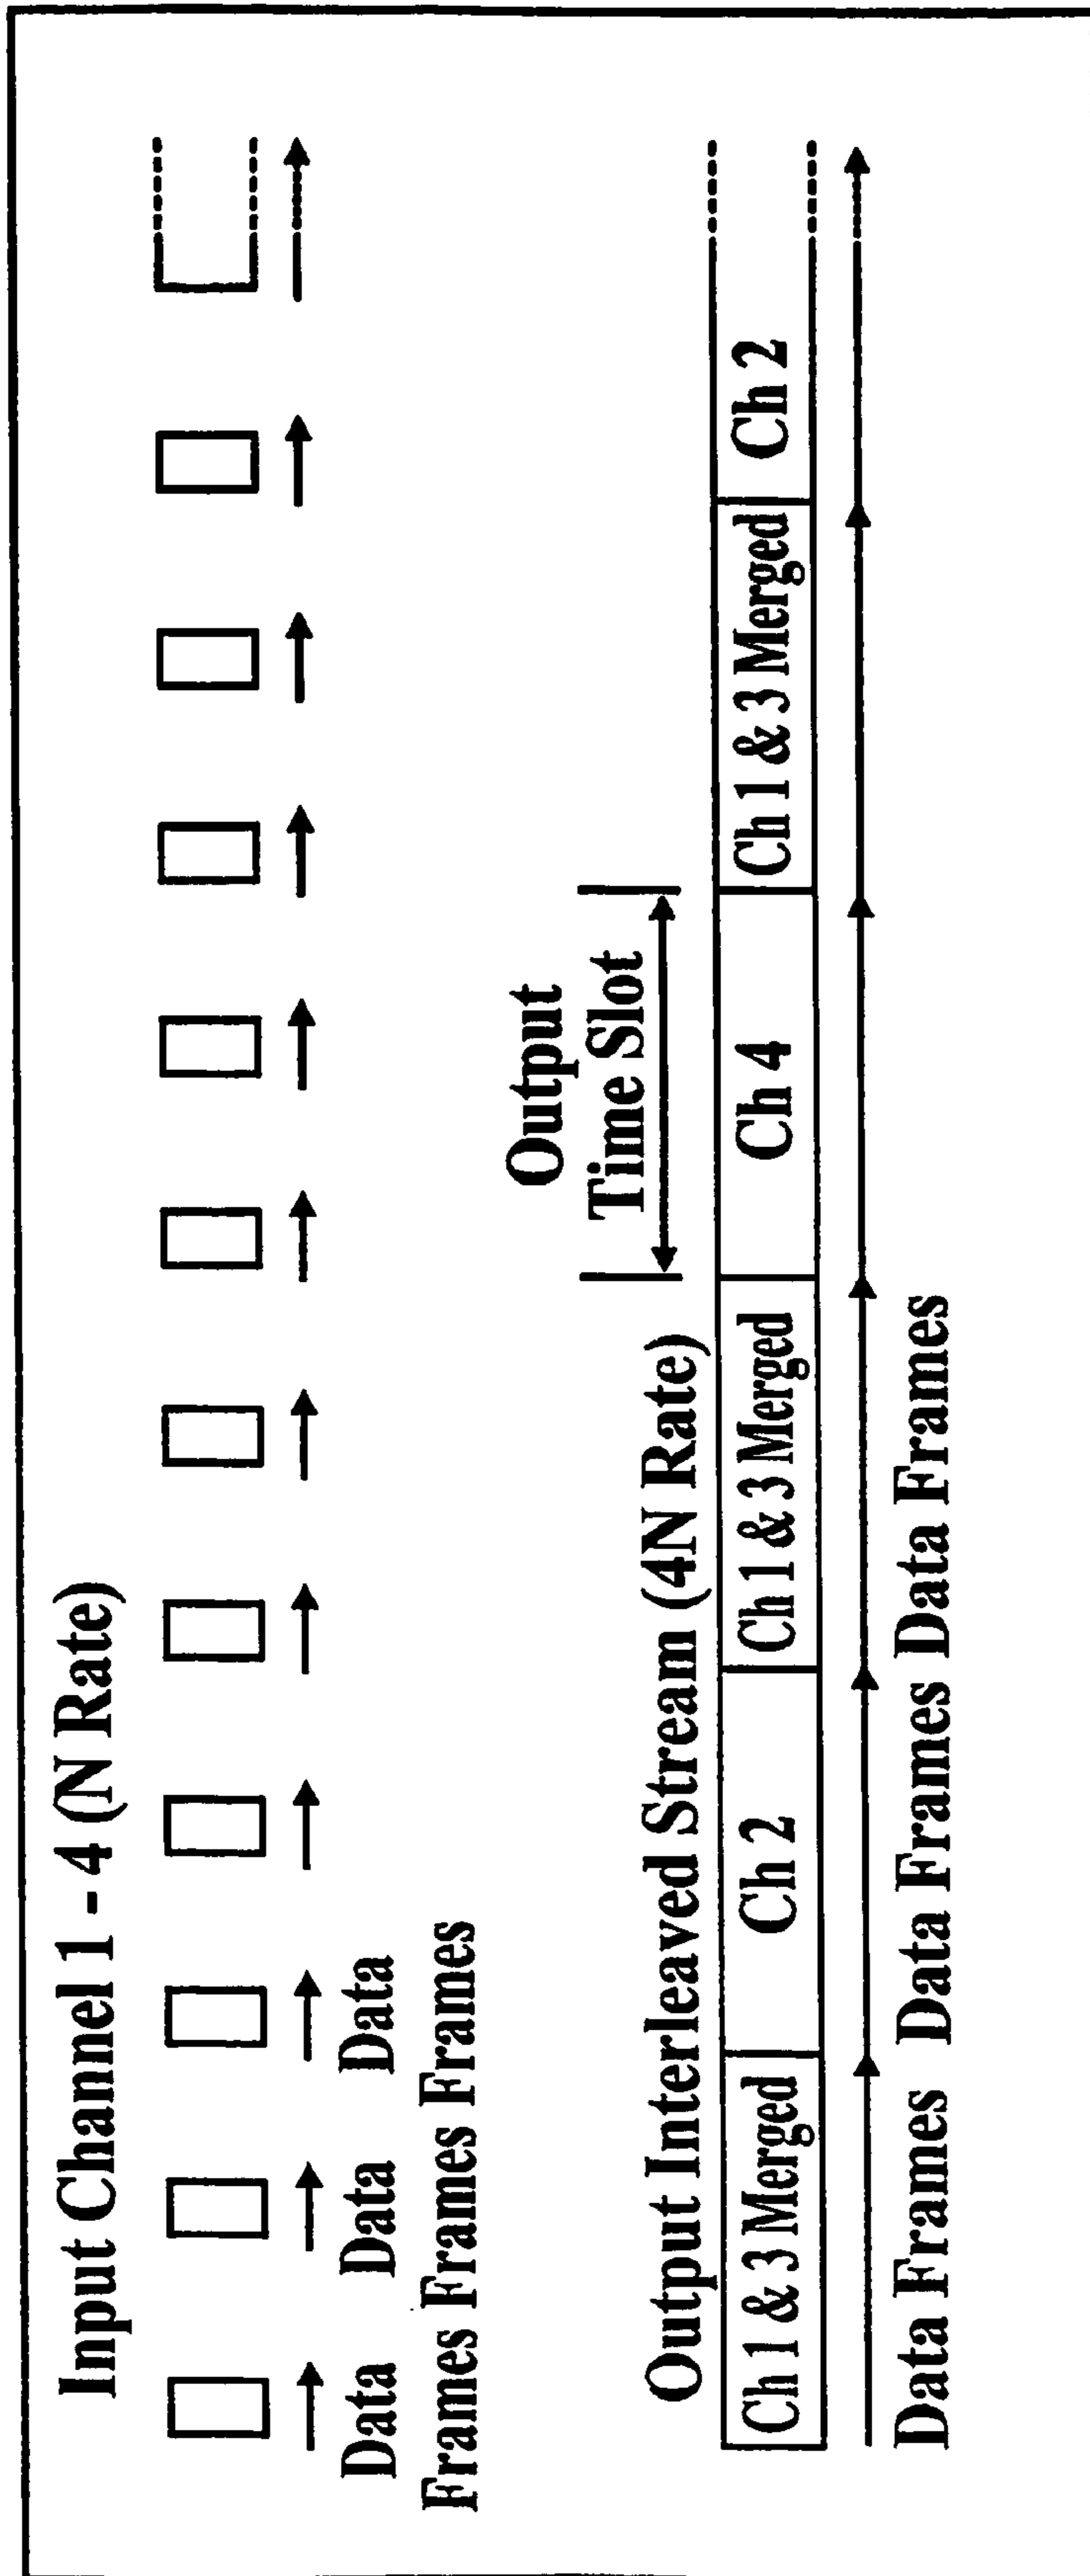 Input Channel 1 - 4 (N Rate)
Data Data Data
Frames Frames Frames
Output
Time Slot
Output Interleaved Stream (4N Rate)
Ch 1 & 3 Merged Ch 2 Ch 1 & 3 Merged Ch 4 Ch 1 & 3 Merged Ch 2
Data Frames Data Frames Data Frames